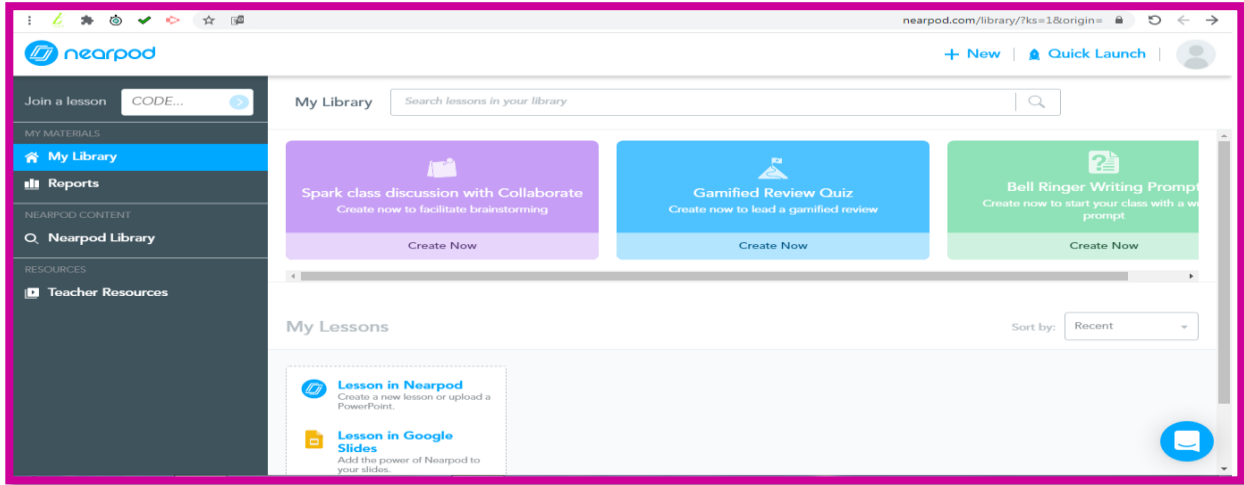 nearpod.com/library/?ks=1&origin=
nearpod
+ New | Quick Launch |
Join a lesson CODE...
My Library Search lessons in your library
MY MATERIALS
My Library
Reports
NEARPOD CONTENT
Nearpod Library
RESOURCES
Teacher Resources
Spark class discussion with Collaborate
Create now to facilitate brainstorming
Create Now
Gamified Review Quiz
Create now to lead a gamified review
Create Now
Bell Ringer Writing Promp
Create now to start your class with a wr
prompt
Create Now
My Lessons
Sort by: Recent
Lesson in Nearpod
Create a new lesson or upload a
PowerPoint.
Lesson in Google
Slides
Add the power of Nearpod to
your slides.